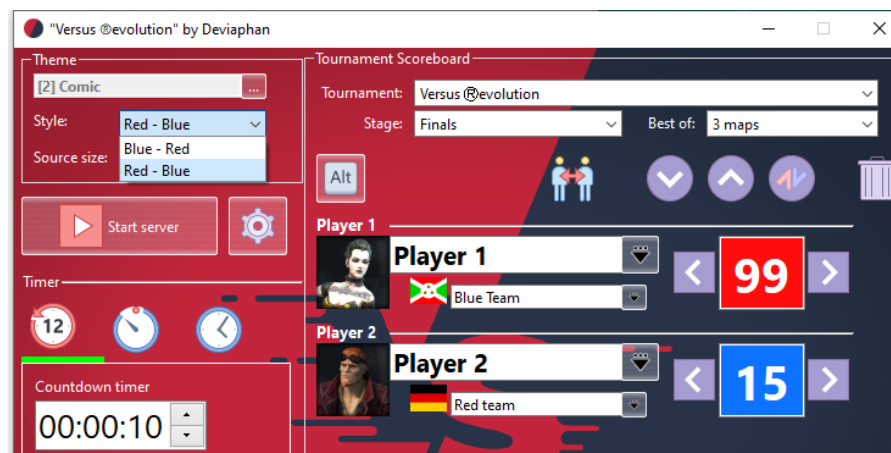 "Versus ®evolution" by Deviaphan
Theme
[2] Comic
...
Style:
Red - Blue
Blue - Red
Red - Blue
Source size:
Start server
Timer
12
Countdown timer
00:00:10
Tournament Scoreboard
Tournament:
Versus ®evolution
Stage:
Finals
Best of:
3 maps
Alt
Player 1
Player 1
Blue Team
99
Player 2
Player 2
Red team
15